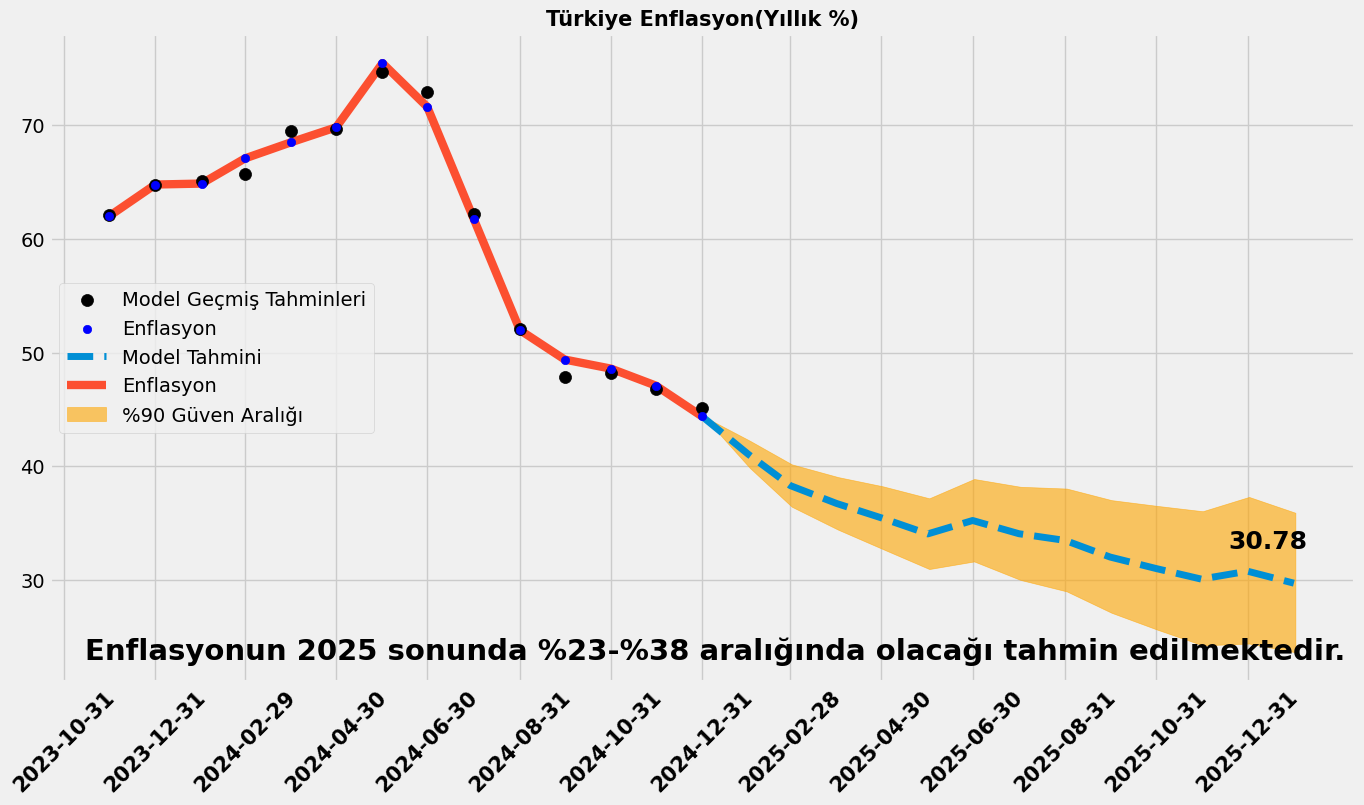 Türkiye Enflasyon(Yıllık %)
70
60
50
40
30
Model Geçmiş Tahminleri
Enflasyon
Model Tahmini
Enflasyon
%90 Güven Aralığı
30.78
Enflasyonun 2025 sonunda %23-%38 aralığında olacağı tahmin edilmektedir.
2023-10-31
2023-12-31
2024-02-29
2024-04-30
2024-06-30
2024-08-31
2024-10-31
2024-12-31
2025-02-28
2025-04-30
2025-06-30
2025-08-31
2025-10-31
2025-12-31